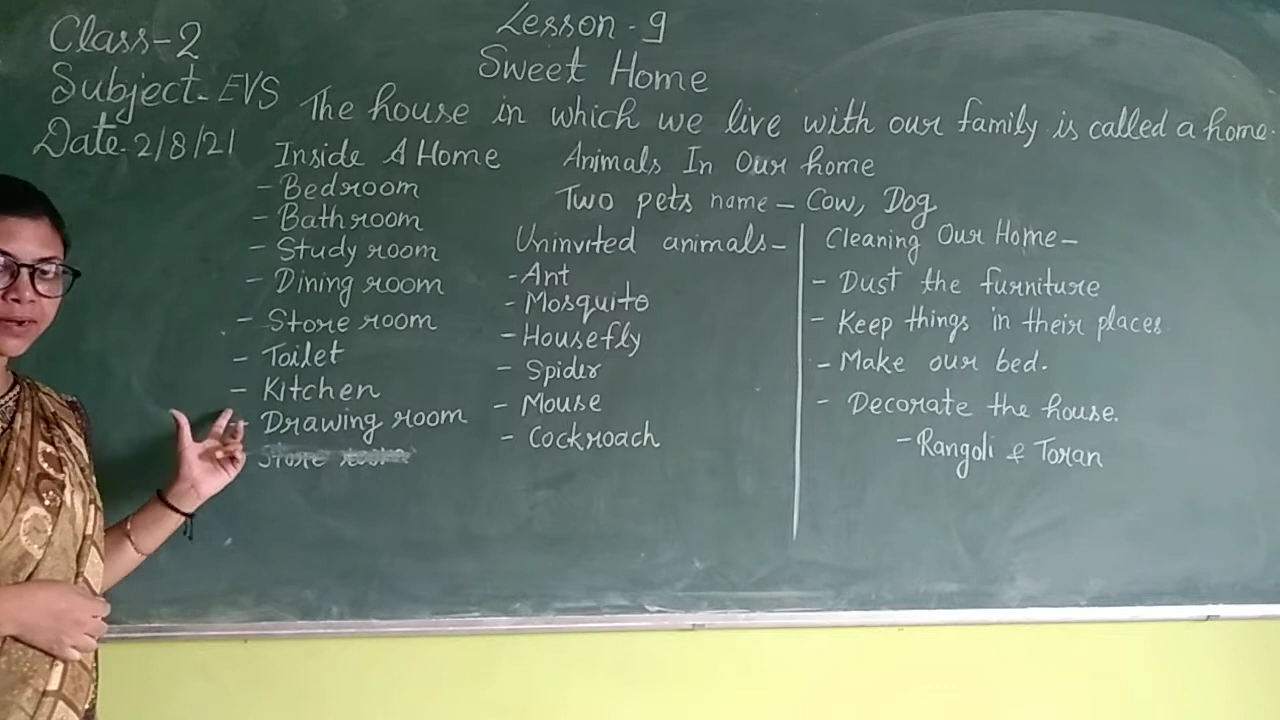 Class-2
Subject-EVS
Date-2/8/21
Lesson-9
Sweet Home
The house in which we live with our family is called a home.
Inside A Home
- Bedroom
- Bathroom
- Study room
- Dining room
- Store room
- Toilet
- Kitchen
- Drawing room
Store room
Animals In Our home
Two pets name - Cow, Dog
Uninvited animals-
- Ant
- Mosquito
- Housefly
- Spider
- Mouse
- Cockroach
Cleaning Our Home-
- Dust the furniture
- Keep things in their places
- Make our bed.
- Decorate the house.
- Rangoli & Toran